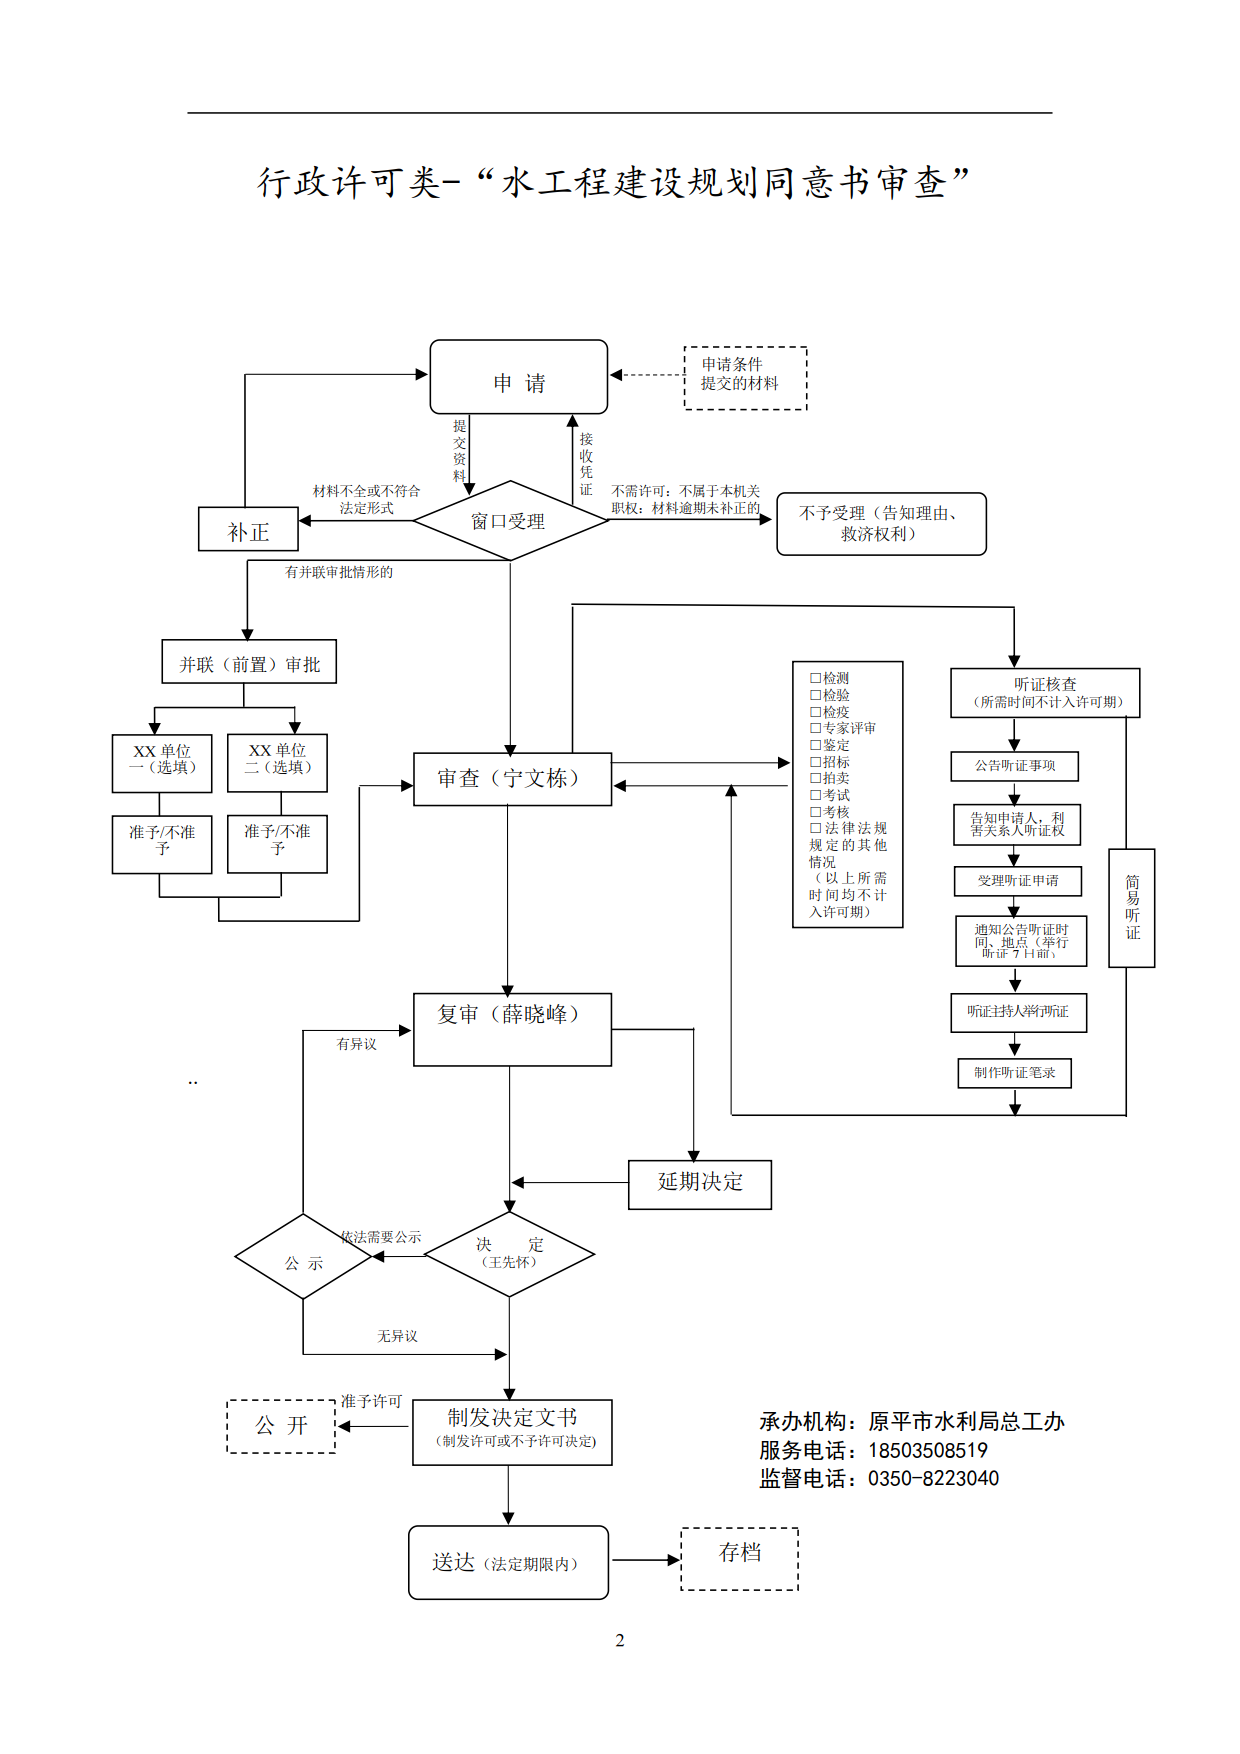 行政许可类-“水工程建设规划同意书审查”
申 请
申请条件
提交的材料
提交资料
接收凭证
材料不全或不符合
法定形式
窗口受理
不需许可：不属于本机关
职权：材料逾期未补正的
不予受理（告知理由、
救济权利）
补正
有并联审批情形的
并联（前置）审批
XX 单位
一（选填）
XX 单位
二（选填）
准予/不准
予
准予/不准
予
审查（宁文栋）
□检测
□检验
□检疫
□专家评审
□鉴定
□招标
□拍卖
□考试
□考核
□法律法规
规定的其他
情况
（以上所需
时间均不计
入许可期）
听证核查
（所需时间不计入许可期）
公告听证事项
告知申请人，利
害关系人听证权
受理听证申请
通知公告听证时
间、地点（举行
听证 7 日前）
听证主持人举行听证
制作听证笔录
简易听证
复审（薛晓峰）
有异议
..
延期决定
依法需要公示
公 示
决 定
（王先怀）
无异议
准予许可
公 开
制发决定文书
（制发许可或不予许可决定)
承办机构：原平市水利局总工办
服务电话：18503508519
监督电话：0350-8223040
送达（法定期限内）
存档
2